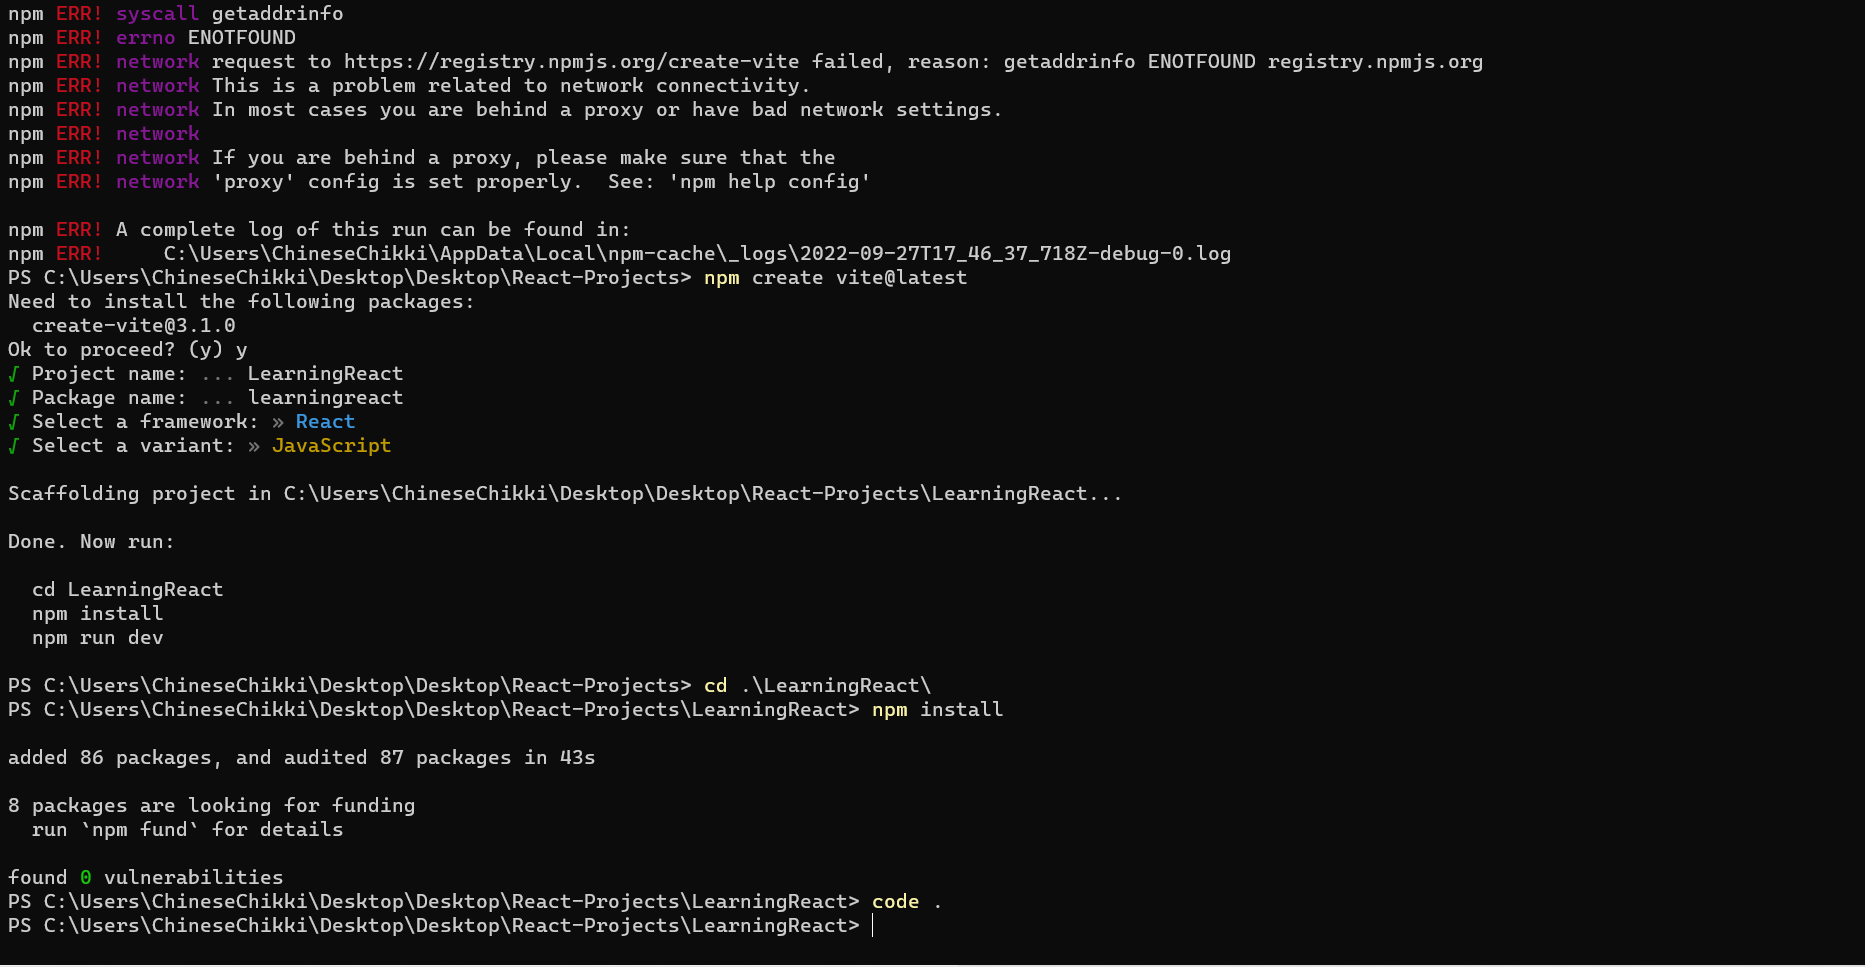 npm ERR! syscall getaddrinfo
npm ERR! errno ENOTFOUND
npm ERR! network request to https://registry.npmjs.org/create-vite failed, reason: getaddrinfo ENOTFOUND registry.npmjs.org
npm ERR! network This is a problem related to network connectivity.
npm ERR! network In most cases you are behind a proxy or have bad network settings.
npm ERR! network
npm ERR! network If you are behind a proxy, please make sure that the
npm ERR! network 'proxy' config is set properly.  See: 'npm help config'

npm ERR! A complete log of this run can be found in:
npm ERR!     C:\Users\ChineseChikki\AppData\Local\npm-cache\_logs\2022-09-27T17_46_37_718Z-debug-0.log
PS C:\Users\ChineseChikki\Desktop\Desktop\React-Projects> npm create vite@latest
Need to install the following packages:
  create-vite@3.1.0
Ok to proceed? (y) y
√ Project name: ... LearningReact
√ Package name: ... learningreact
√ Select a framework: » React
√ Select a variant: » JavaScript

Scaffolding project in C:\Users\ChineseChikki\Desktop\Desktop\React-Projects\LearningReact...

Done. Now run:

  cd LearningReact
  npm install
  npm run dev

PS C:\Users\ChineseChikki\Desktop\Desktop\React-Projects> cd .\LearningReact\
PS C:\Users\ChineseChikki\Desktop\Desktop\React-Projects\LearningReact> npm install

added 86 packages, and audited 87 packages in 43s

8 packages are looking for funding
  run `npm fund` for details

found 0 vulnerabilities
PS C:\Users\ChineseChikki\Desktop\Desktop\React-Projects\LearningReact> code .
PS C:\Users\ChineseChikki\Desktop\Desktop\React-Projects\LearningReact>